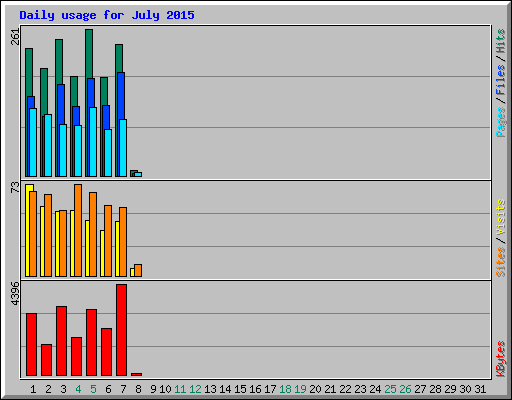 Daily usage for July 2015
261
Pages / Files / Hits
73
Sites / Visits
4396
KBytes
1 2 3 4 5 6 7 8 9 10 11 12 13 14 15 16 17 18 19 20 21 22 23 24 25 26 27 28 29 30 31